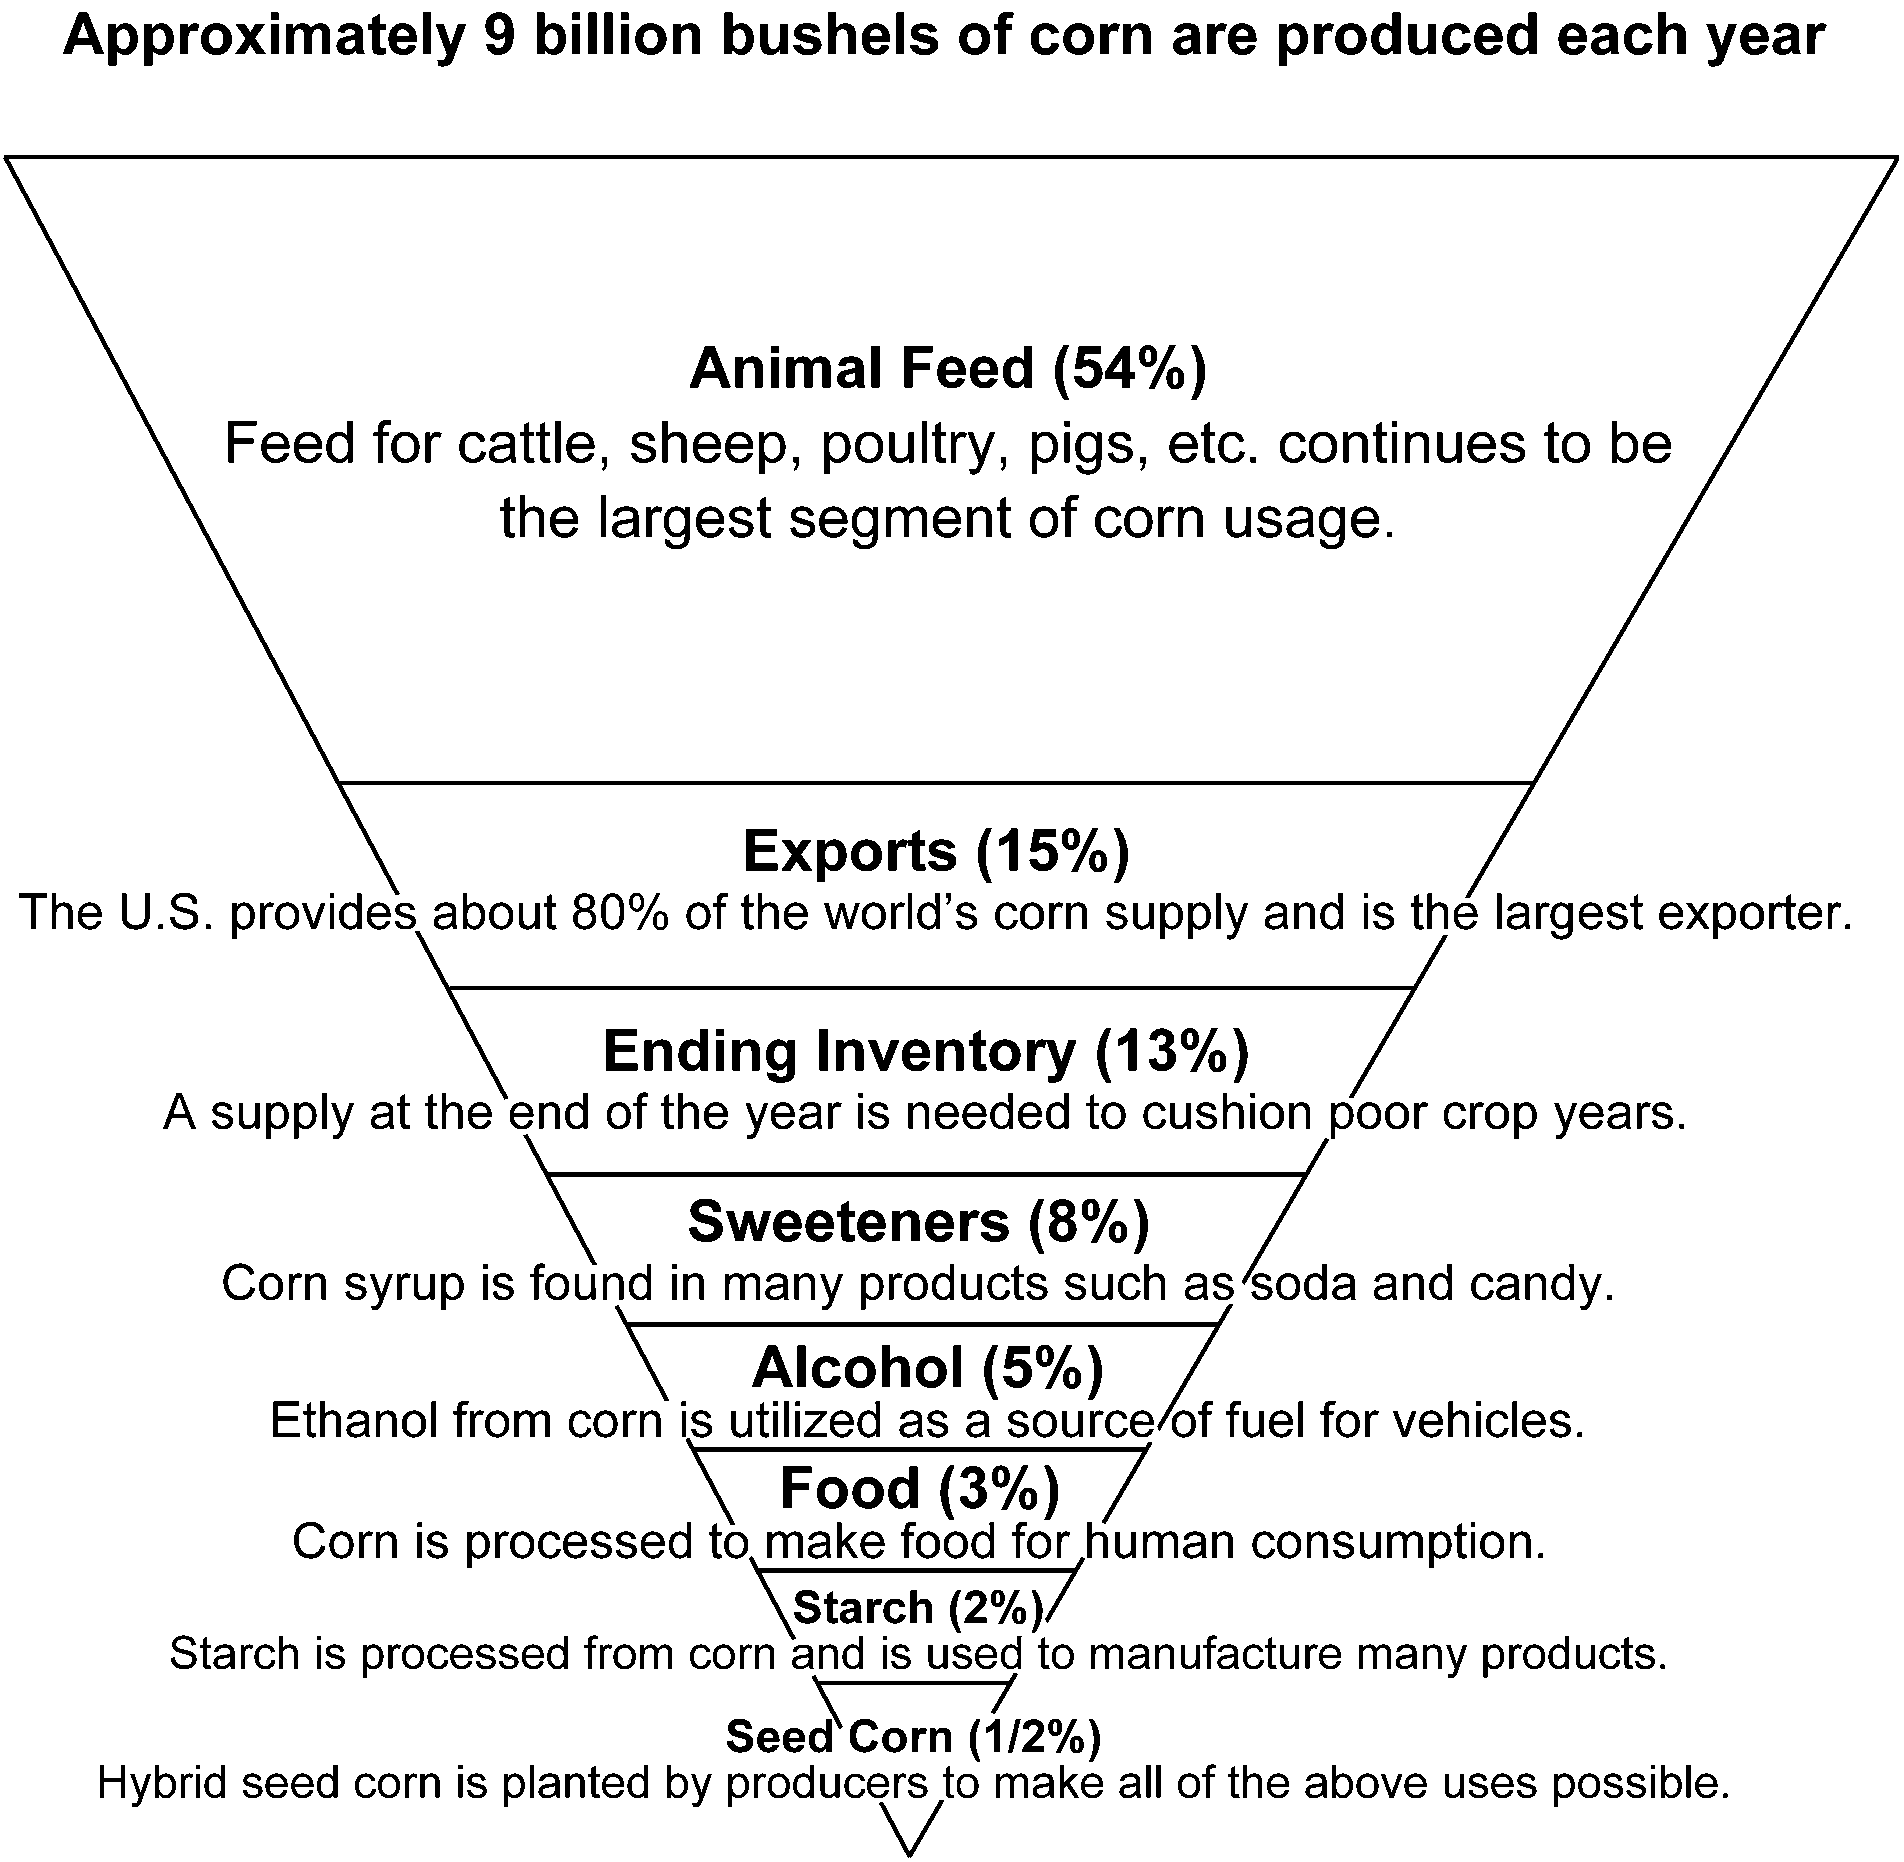 Approximately 9 billion bushels of corn are produced each year
Animal Feed (54%)
Feed for cattle, sheep, poultry, pigs, etc. continues to be
the largest segment of corn usage.
Exports (15%)
The U.S. provides about 80% of the world’s corn supply and is the largest exporter.
Ending Inventory (13%)
A supply at the end of the year is needed to cushion poor crop years.
Sweeteners (8%)
Corn syrup is found in many products such as soda and candy.
Alcohol (5%)
Ethanol from corn is utilized as a source of fuel for vehicles.
Food (3%)
Corn is processed to make food for human consumption.
Starch (2%)
Starch is processed from corn and is used to manufacture many products.
Seed Corn (1/2%)
Hybrid seed corn is planted by producers to make all of the above uses possible.